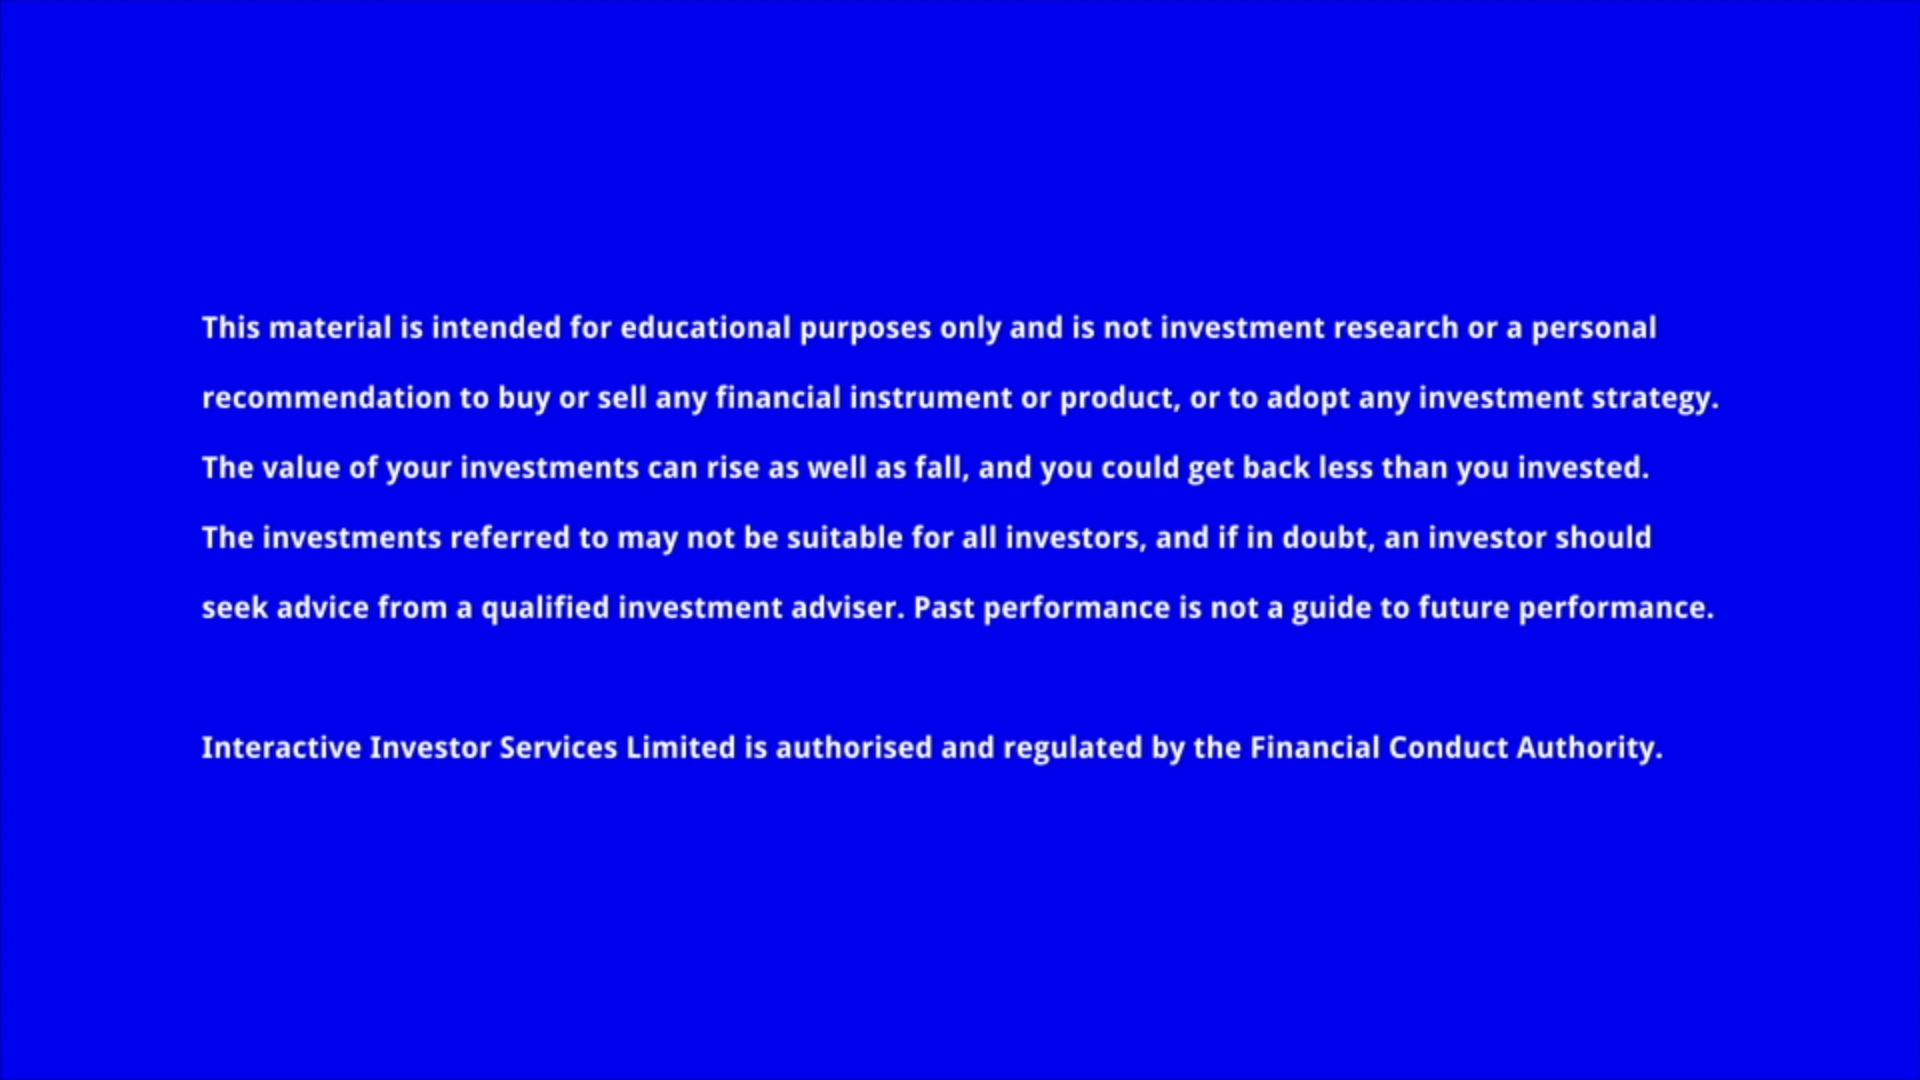 This material is intended for educational purposes only and is not investment research or a personal
recommendation to buy or sell any financial instrument or product, or to adopt any investment strategy.
The value of your investments can rise as well as fall, and you could get back less than you invested.
The investments referred to may not be suitable for all investors, and if in doubt, an investor should
seek advice from a qualified investment adviser. Past performance is not a guide to future performance.
Interactive Investor Services Limited is authorised and regulated by the Financial Conduct Authority.